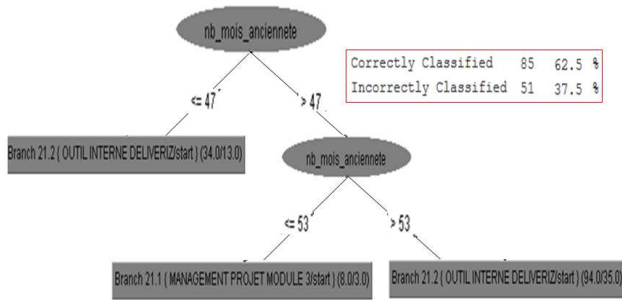 nb_mois_anciennete
Correctly Classified 85 62.5 %
Incorrectly Classified 51 37.5 %
<= 47
> 47
Branch 21.2 ( OUTIL INTERNE DELIVERIZ/start ) (34.0/13.0)
nb_mois_anciennete
<= 53
> 53
Branch 21.1 ( MANAGEMENT PROJET MODULE 3/start ) (8.0/3.0)
Branch 21.2 ( OUTIL INTERNE DELIVERIZ/start ) (94.0/35.0)